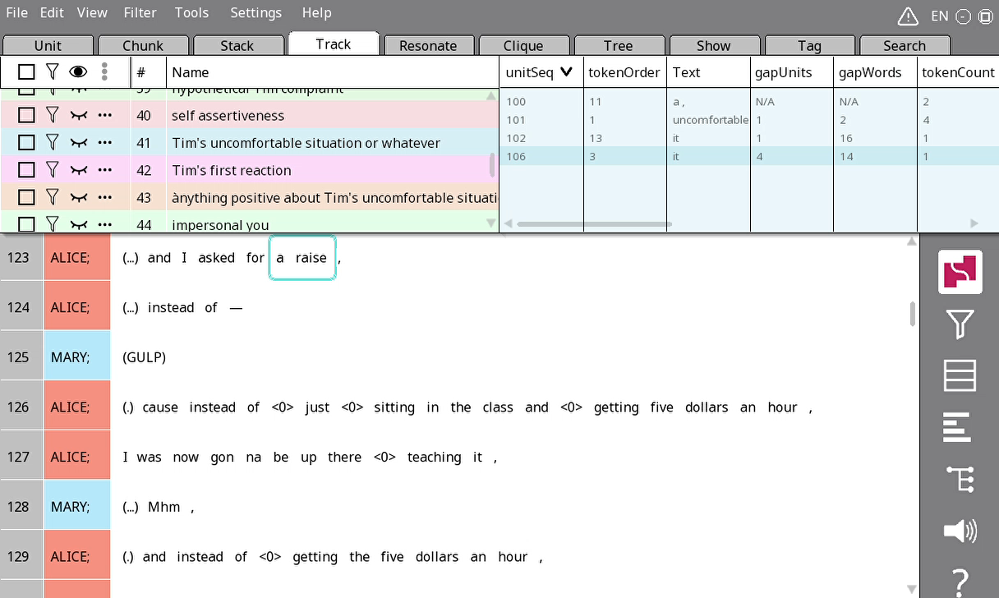 File Edit View Filter Tools Settings Help
EN
Unit Chunk Stack Track Resonate Clique Tree Show Tag Search
# Name unitSeq tokenOrder Text gapUnits gapWords tokenCount
39 hypothetical Tim complaint
40 self assertiveness
41 Tim's uncomfortable situation or whatever
42 Tim's first reaction
43 ànything positive about Tim's uncomfortable situati
44 impersonal you
100 11 a , N/A N/A 2
101 1 uncomfortable 1 2 4
102 13 it 1 16 1
106 3 it 4 14 1
123 ALICE; (...) and I asked for a raise ,
124 ALICE; (...) instead of —
125 MARY; (GULP)
126 ALICE; (.) cause instead of <0> just <0> sitting in the class and <0> getting five dollars an hour ,
127 ALICE; I was now gon na be up there <0> teaching it ,
128 MARY; (...) Mhm ,
129 ALICE; (.) and instead of <0> getting the five dollars an hour ,
?